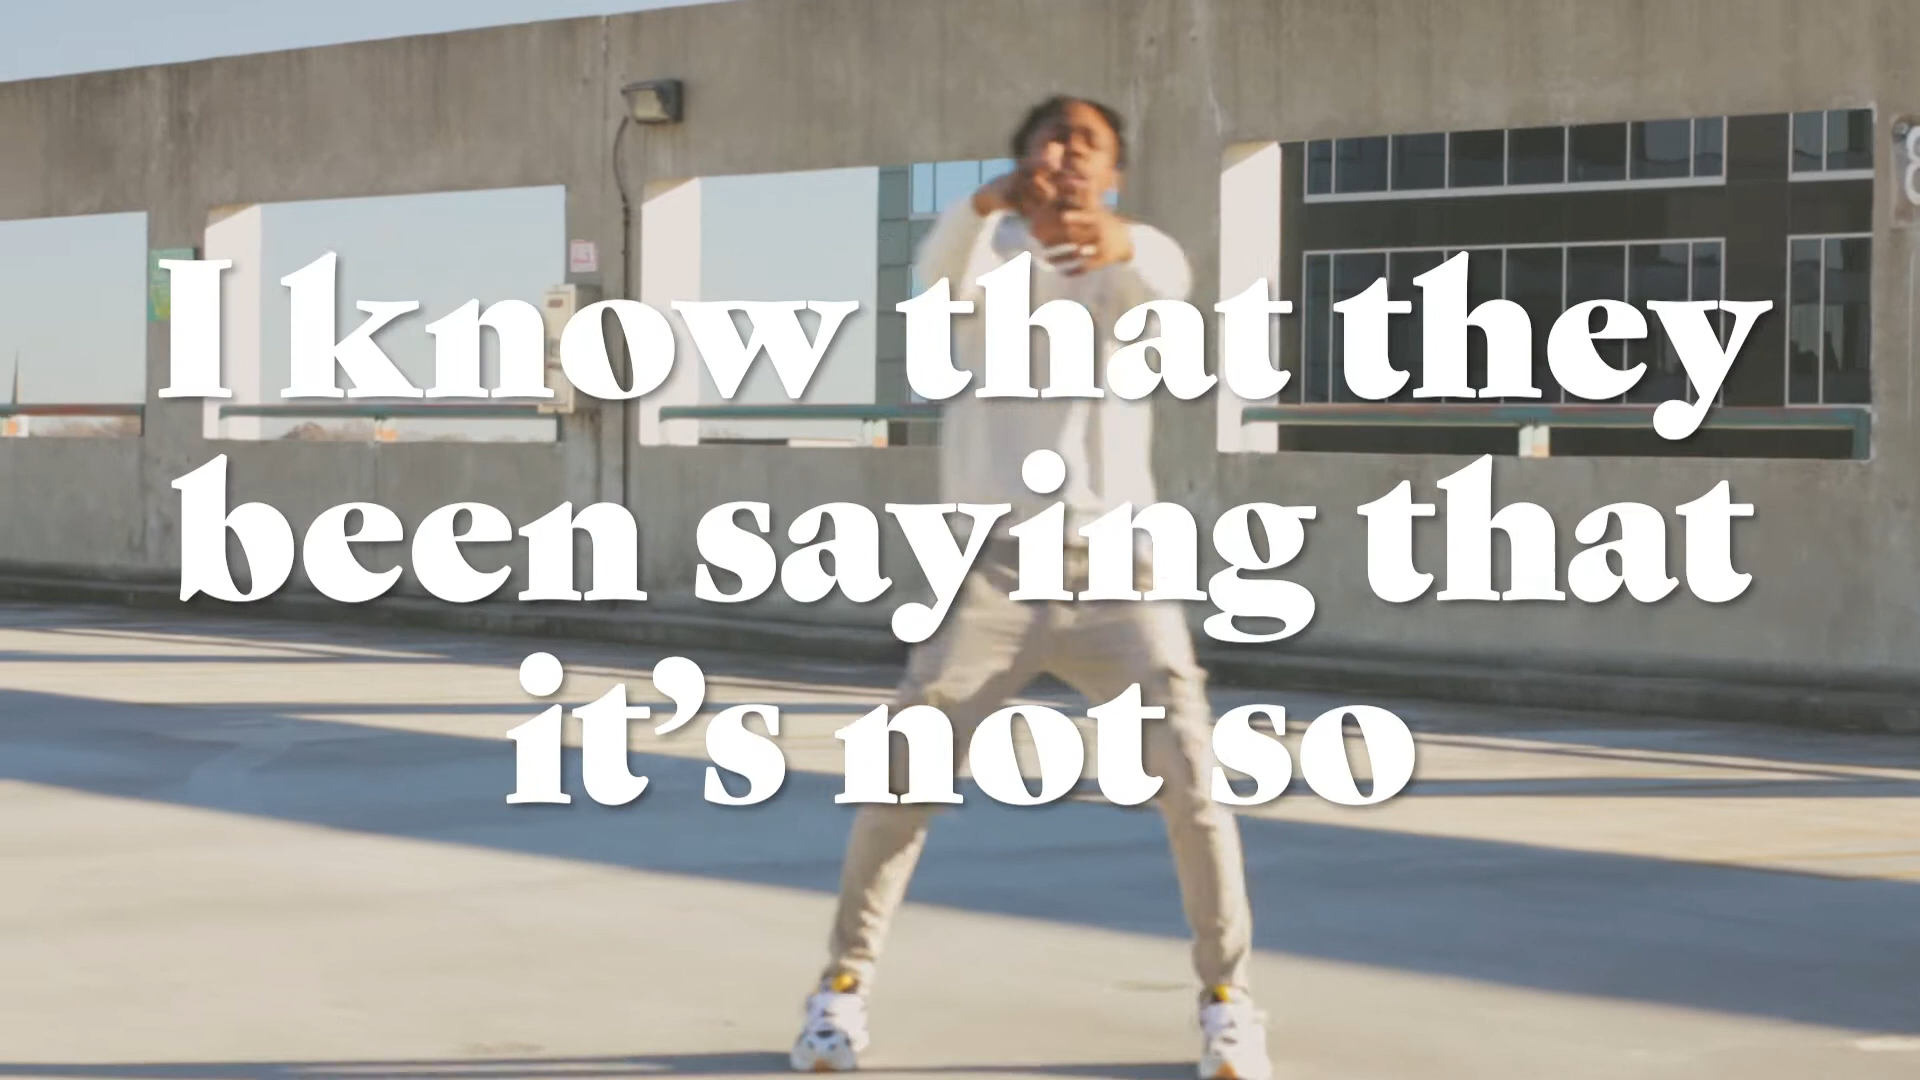 I know that they
been saying that
it’s not so